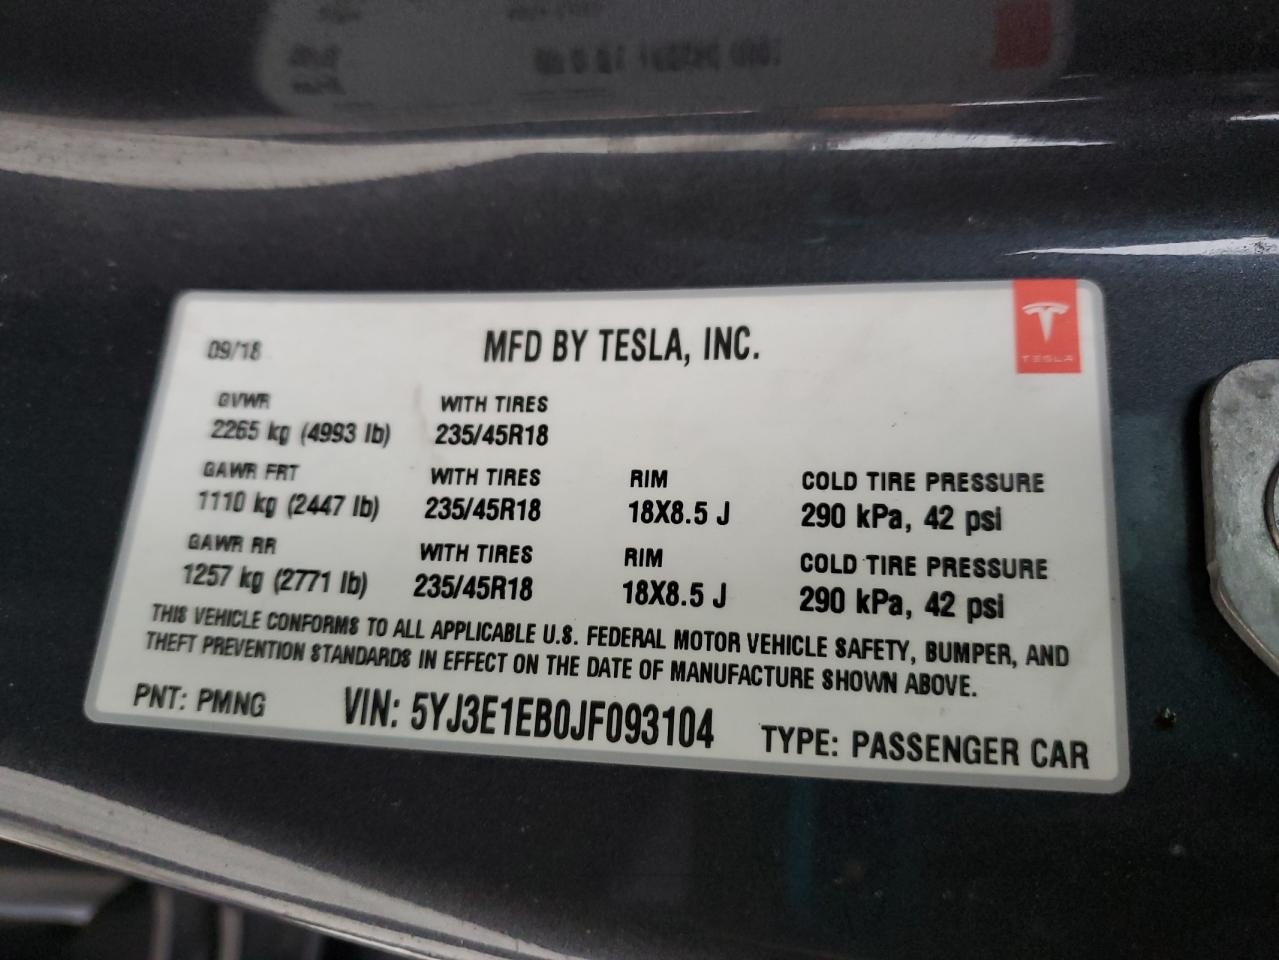 09/18 MFD BY TESLA, INC.
TESLA
GVWR WITH TIRES
2265 kg (4993 lb) 235/45R18
GAWR FRT WITH TIRES RIM COLD TIRE PRESSURE
1110 kg (2447 lb) 235/45R18 18X8.5 J 290 kPa, 42 psi
GAWR RR WITH TIRES RIM COLD TIRE PRESSURE
1257 kg (2771 lb) 235/45R18 18X8.5 J 290 kPa, 42 psi
THIS VEHICLE CONFORMS TO ALL APPLICABLE U.S. FEDERAL MOTOR VEHICLE SAFETY, BUMPER, AND
THEFT PREVENTION STANDARDS IN EFFECT ON THE DATE OF MANUFACTURE SHOWN ABOVE.
PNT: PMNG VIN: 5YJ3E1EB0JF093104 TYPE: PASSENGER CAR